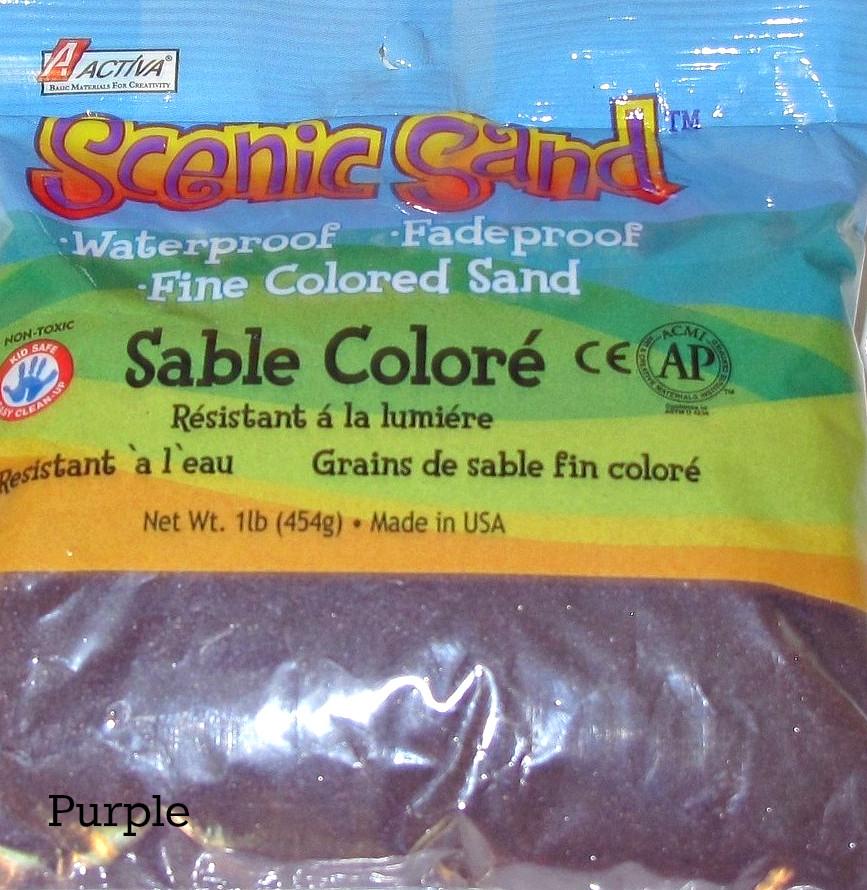 ACTIVA®
BASIC MATERIALS FOR CREATIVITY
Scenic Sand™
·Waterproof ·Fadeproof
·Fine Colored Sand
NON-TOXIC
KID SAFE
EASY CLEAN-UP
Sable Coloré CE
ACMI
AP
TM
Résistant á la lumiére
Resistant `a l`eau Grains de sable fin coloré
Net Wt. 1lb (454g) • Made in USA
Purple